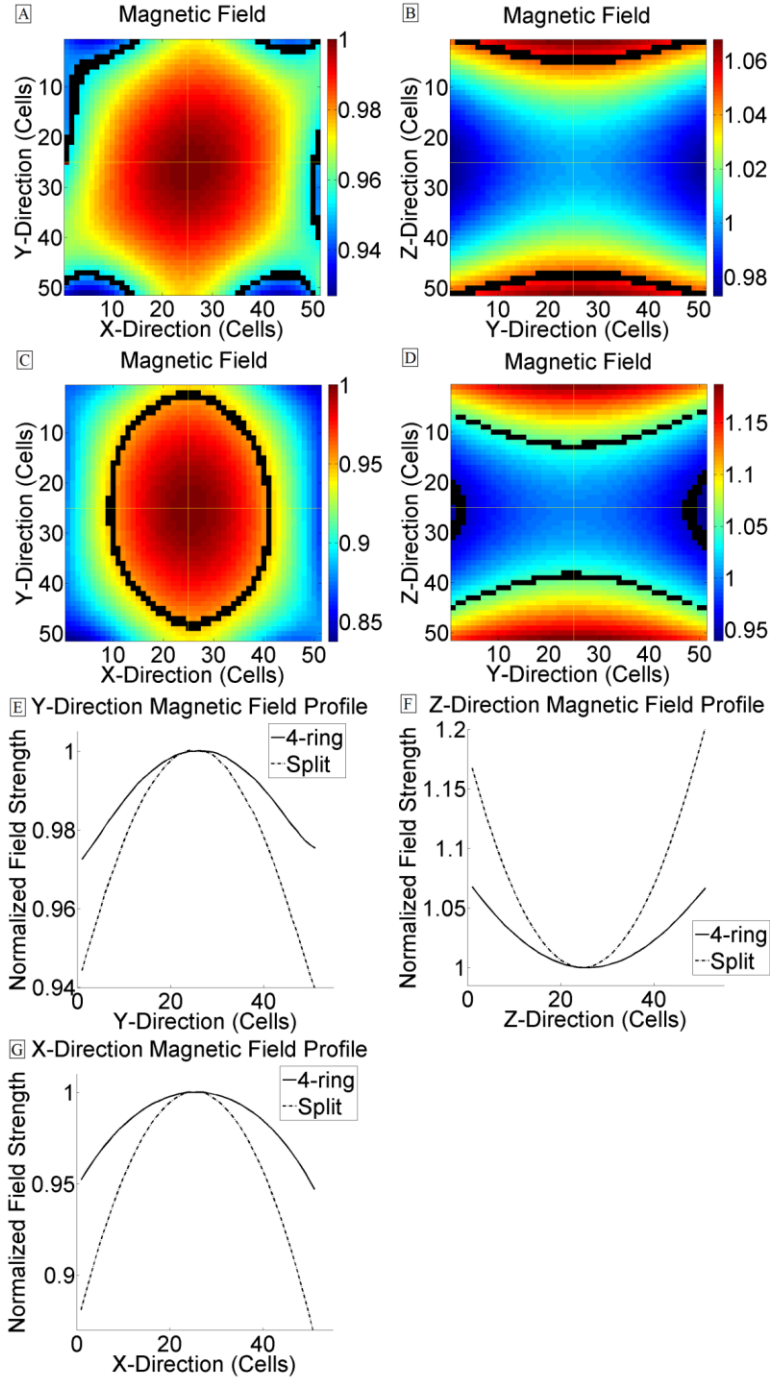 A Magnetic Field
Y-Direction (Cells)
10
20
30
40
50
10 20 30 40 50
X-Direction (Cells)
1
0.98
0.96
0.94
B Magnetic Field
Z-Direction (Cells)
10
20
30
40
50
10 20 30 40 50
Y-Direction (Cells)
1.06
1.04
1.02
1
0.98
C Magnetic Field
Y-Direction (Cells)
10
20
30
40
50
10 20 30 40 50
X-Direction (Cells)
1
0.95
0.9
0.85
D Magnetic Field
Z-Direction (Cells)
10
20
30
40
50
10 20 30 40 50
Y-Direction (Cells)
1.15
1.1
1.05
1
0.95
E Y-Direction Magnetic Field Profile
Normalized Field Strength
1
0.98
0.96
0.94
0 20 40
Y-Direction (Cells)
4-ring
Split
F Z-Direction Magnetic Field Profile
Normalized Field Strength
1.2
1.15
1.1
1.05
1
0 20 40
Z-Direction (Cells)
4-ring
Split
G X-Direction Magnetic Field Profile
Normalized Field Strength
1
0.95
0.9
0 20 40
X-Direction (Cells)
4-ring
Split